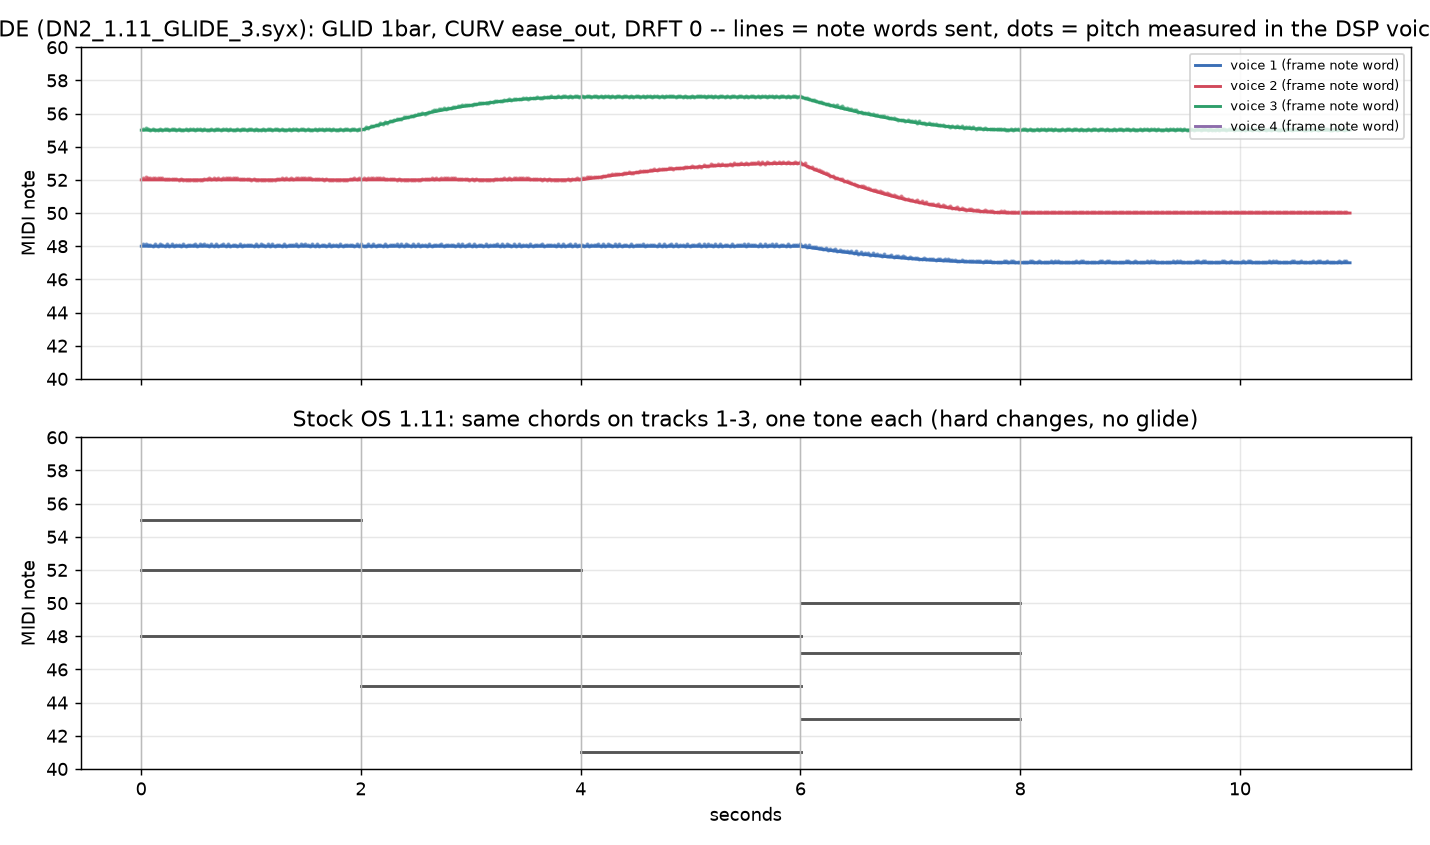 DE (DN2_1.11_GLIDE_3.syx): GLID 1bar, CURV ease_out, DRFT 0 -- lines = note words sent, dots = pitch measured in the DSP voic
60
58
56
54
52
50
48
46
44
42
40
MIDI note
voice 1 (frame note word)
voice 2 (frame note word)
voice 3 (frame note word)
voice 4 (frame note word)
Stock OS 1.11: same chords on tracks 1-3, one tone each (hard changes, no glide)
60
58
56
54
52
50
48
46
44
42
40
MIDI note
0 2 4 6 8 10
seconds